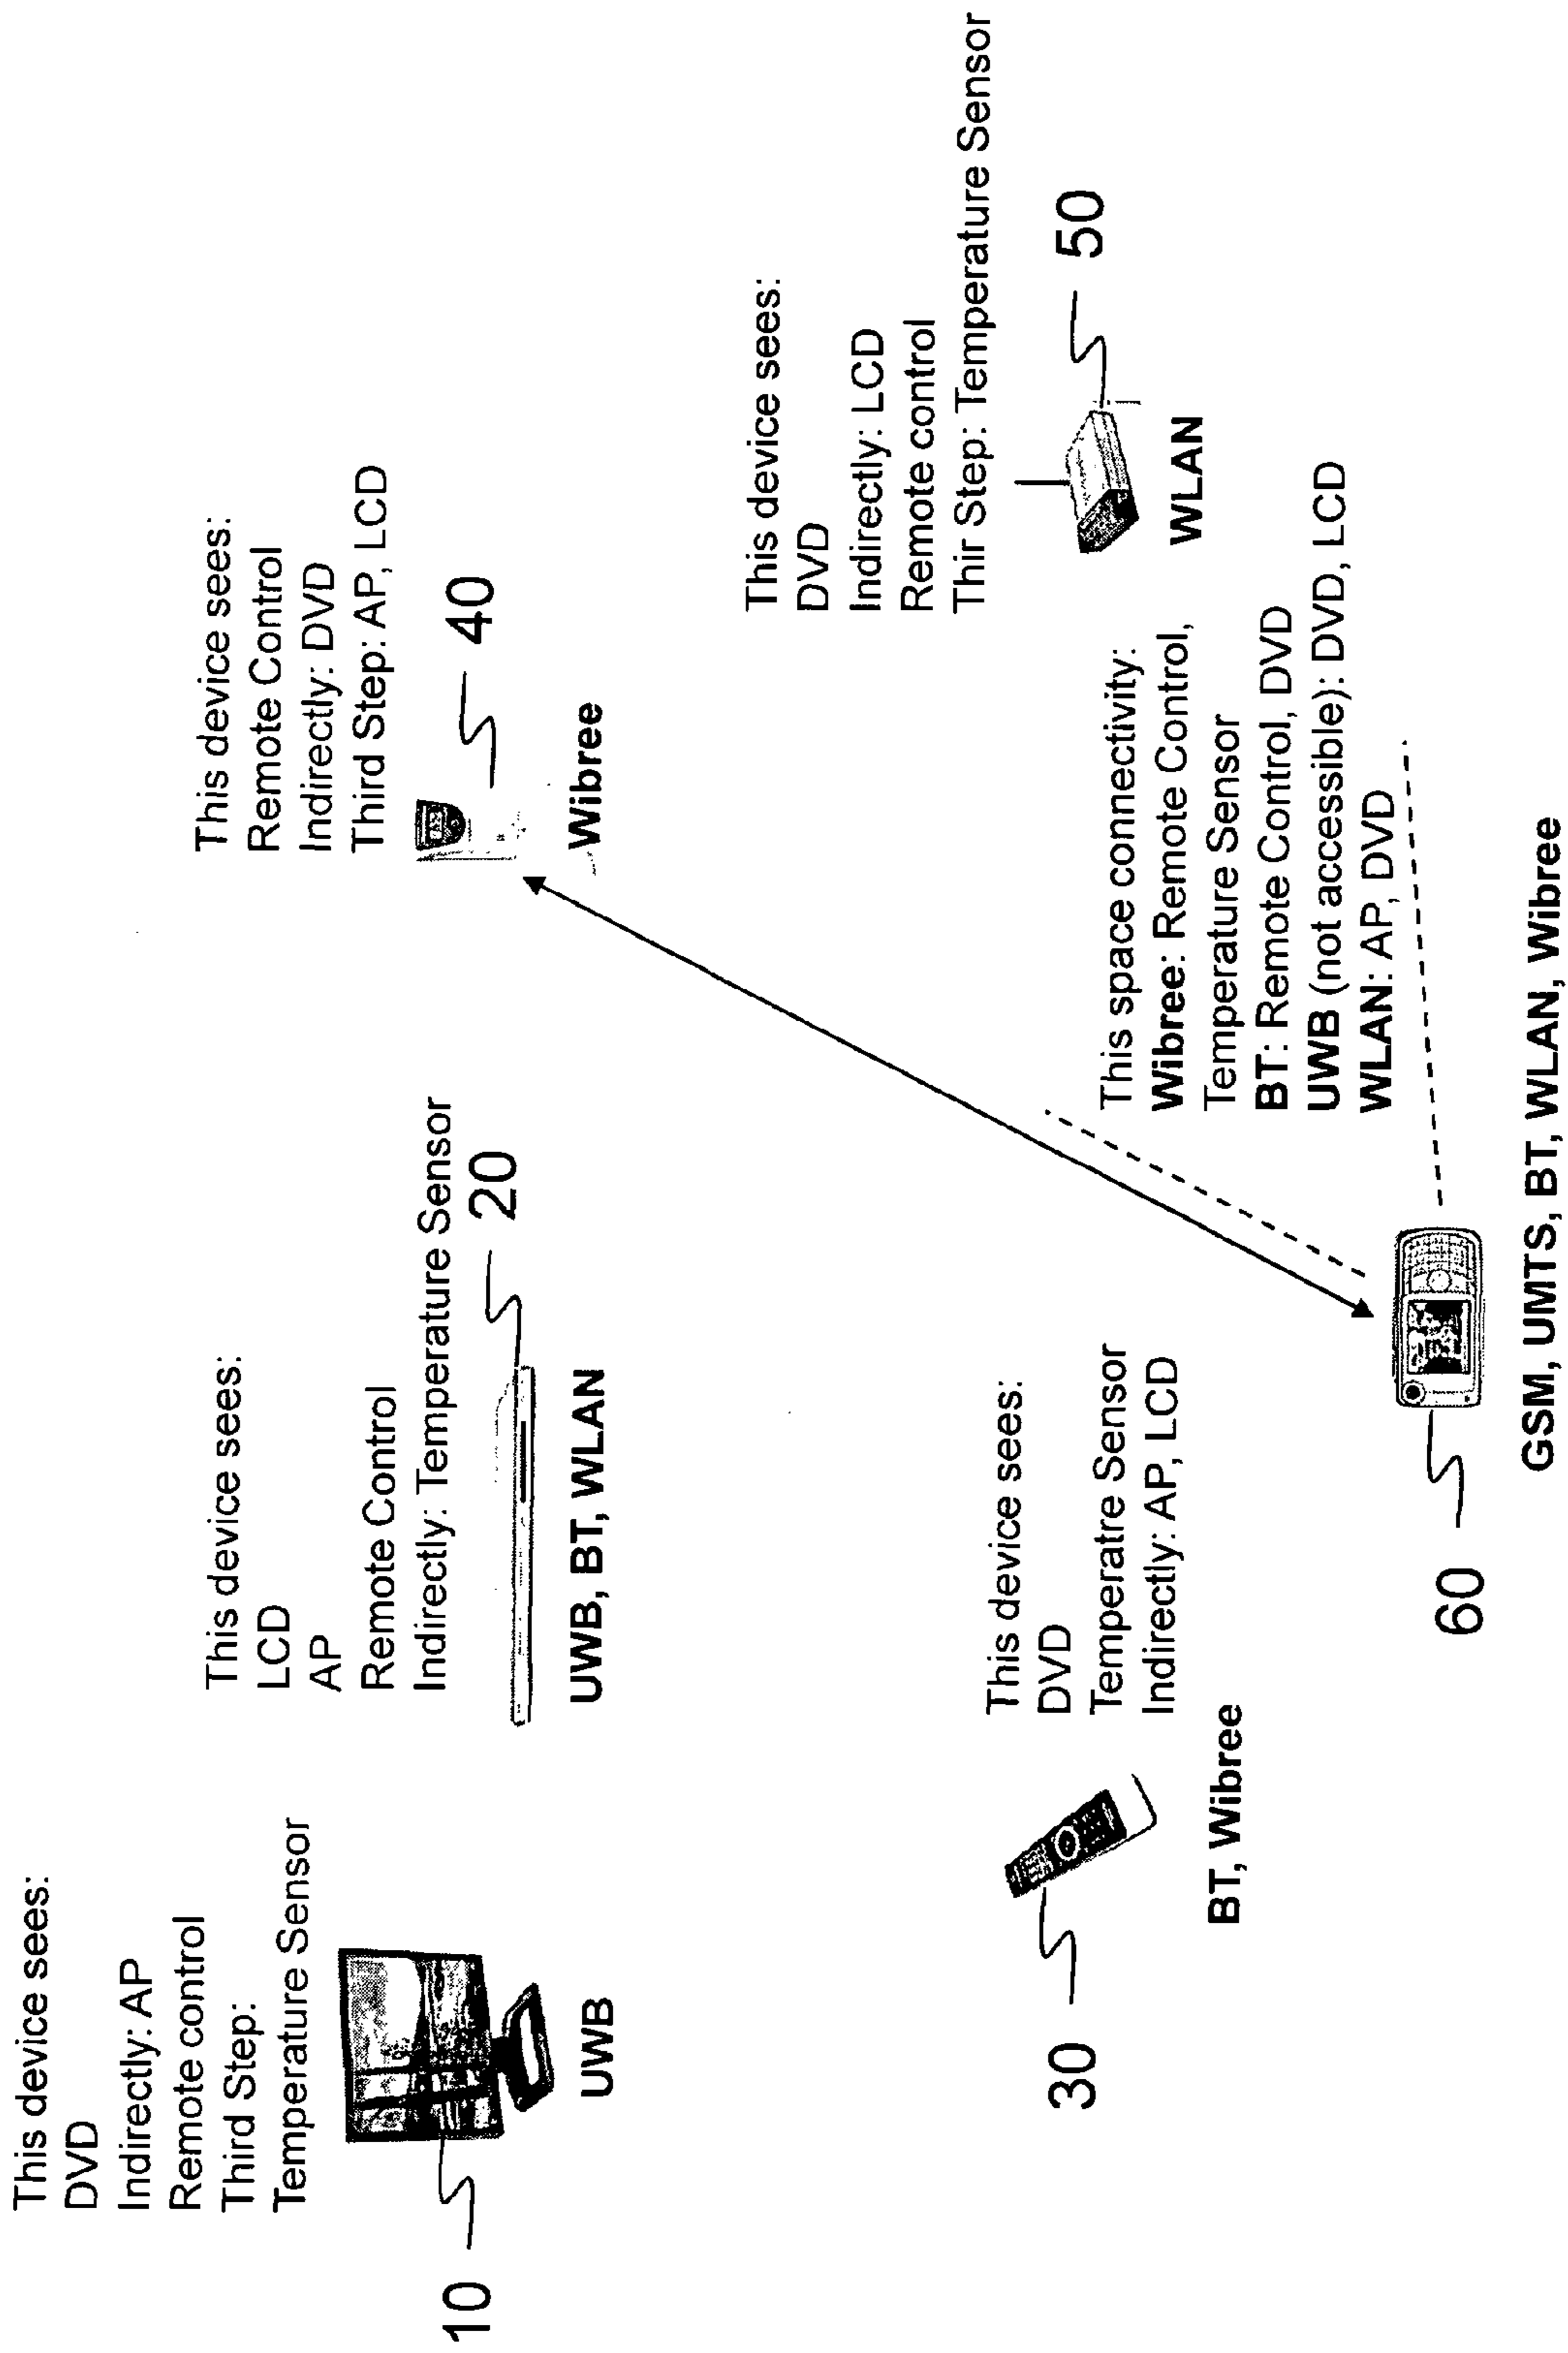 This device sees:
DVD
Indirectly: AP
Remote control
Third Step:
Temperature Sensor
10
UWB
This device sees:
LCD
AP
Remote Control
Indirectly: Temperature Sensor
20
UWB, BT, WLAN
This device sees:
Remote Control
Indirectly: DVD
Third Step: AP, LCD
40
Wibree
This device sees:
DVD
Temperatre Sensor
Indirectly: AP, LCD
30
BT, Wibree
This device sees:
DVD
Indirectly: LCD
Remote control
Thir Step: Temperature Sensor
50
WLAN
This space connectivity:
Wibree: Remote Control,
Temperature Sensor
BT: Remote Control, DVD
UWB (not accessible): DVD, LCD
WLAN: AP, DVD
60
GSM, UMTS, BT, WLAN, Wibree